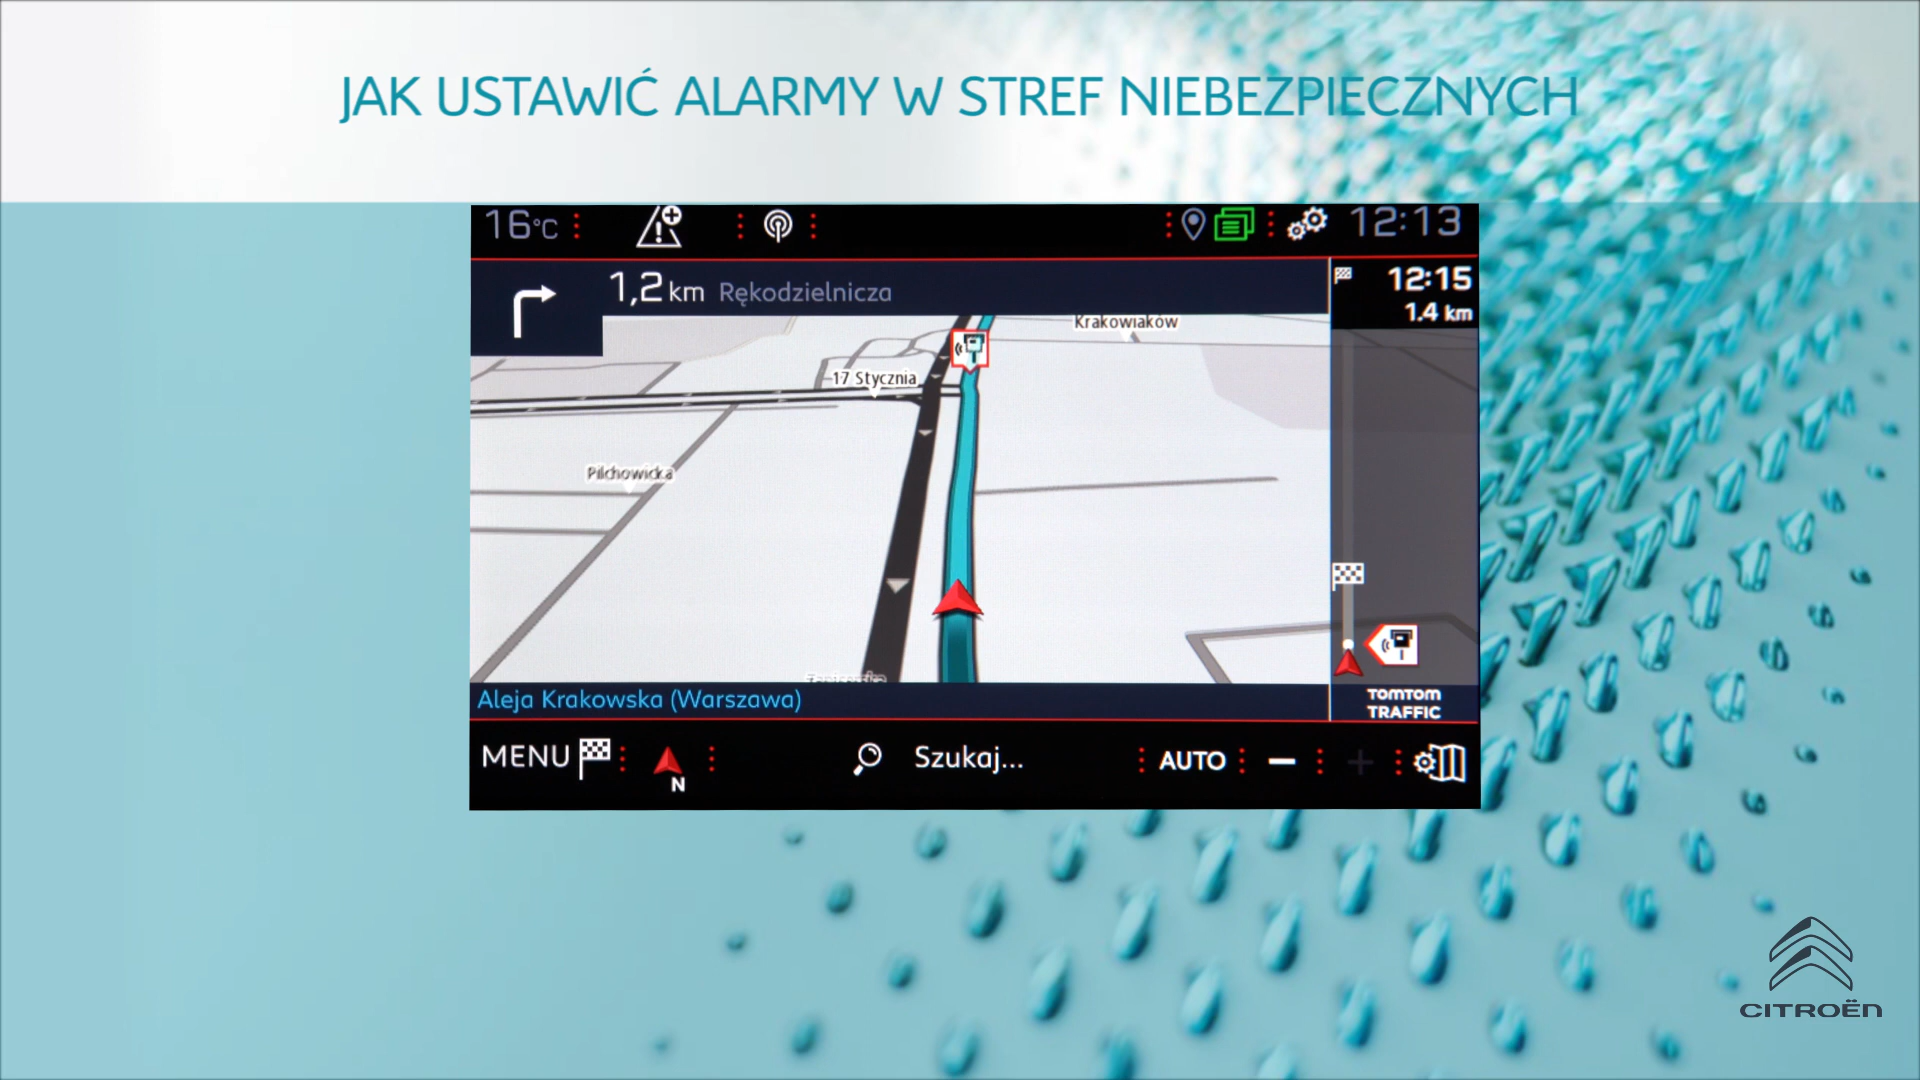 JAK USTAWIĆ ALARMY W STREF NIEBEZPIECZNYCH
16°C
12:13
1,2 km Rękodzielnicza
12:15
1.4 km
Krakowiaków
17 Stycznia
Pilchowicka
Aleja Krakowska (Warszawa)
TOMTOM
TRAFFIC
MENU
N
Szukaj...
AUTO
CITROËN